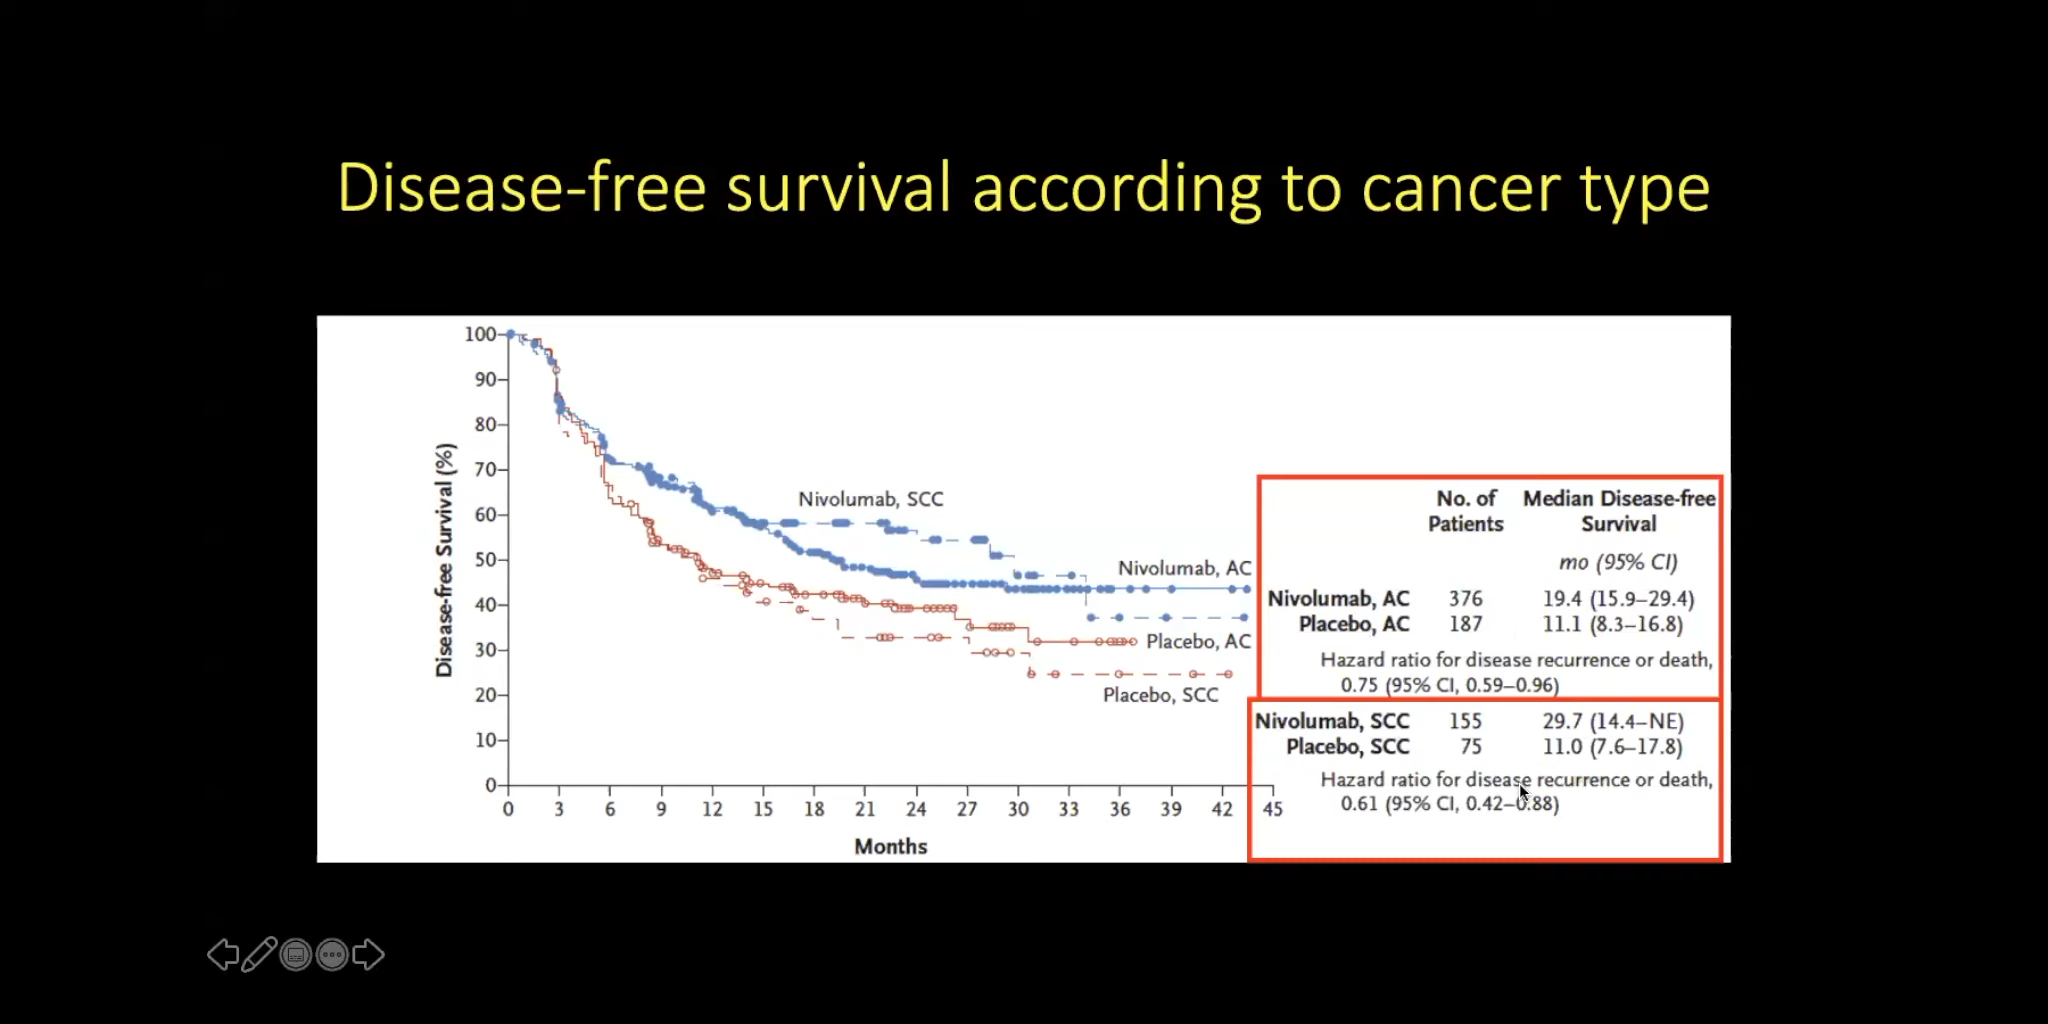 Disease-free survival according to cancer type
Disease-free Survival (%)
100
90
80
70
60
50
40
30
20
10
0
Nivolumab, SCC
Nivolumab, AC
Placebo, AC
Placebo, SCC
0 3 6 9 12 15 18 21 24 27 30 33 36 39 42 45
Months
No. of Patients Median Disease-free Survival
mo (95% CI)
Nivolumab, AC 376 19.4 (15.9–29.4)
Placebo, AC 187 11.1 (8.3–16.8)
Hazard ratio for disease recurrence or death,
0.75 (95% CI, 0.59–0.96)
Nivolumab, SCC 155 29.7 (14.4–NE)
Placebo, SCC 75 11.0 (7.6–17.8)
Hazard ratio for disease recurrence or death,
0.61 (95% CI, 0.42–0.88)